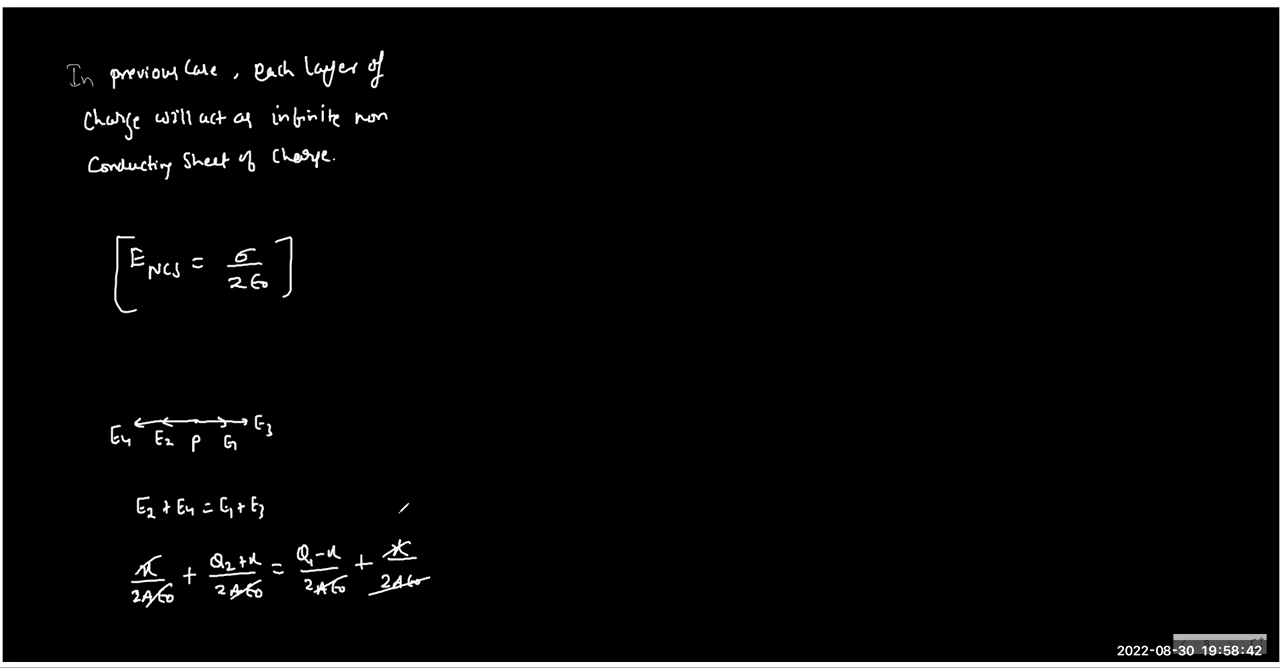 In previous Case, each layer of
Charge will act as infinite non
Conducting Sheet of Charge.
[E NCS = σ/2ε₀]
E₄ E₂ P E₁ E₃
E₂ + E₄ = E₁ + E₃
x/2Aε₀ + Q₂+x/2Aε₀ = Q₁-x/2Aε₀ + x/2Aε₀
2022-08-30 19:58:42